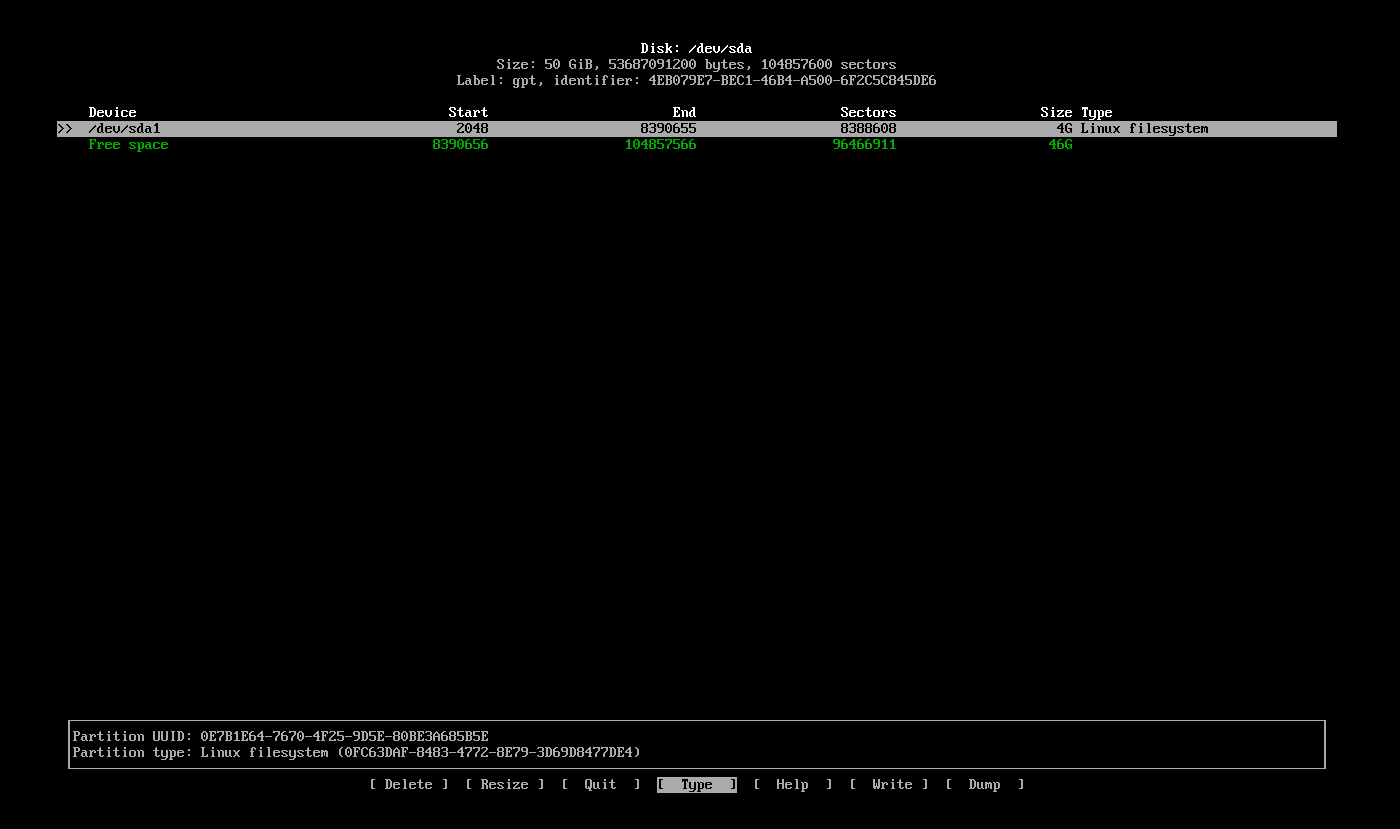 Disk: /dev/sda
Size: 50 GiB, 53687091200 bytes, 104857600 sectors
Label: gpt, identifier: 4EB079E7-BEC1-46B4-A500-6F2C5C845DE6
Device Start End Sectors Size Type
>> /dev/sda1 2048 8390655 8388608 4G Linux filesystem
Free space 8390656 104857566 96466911 46G
Partition UUID: 0E7B1E64-7670-4F25-9D5E-80BE3A685B5E
Partition type: Linux filesystem (0FC63DAF-8483-4772-8E79-3D69D8477DE4)
[ Delete ] [ Resize ] [ Quit ] [ Type ] [ Help ] [ Write ] [ Dump ]